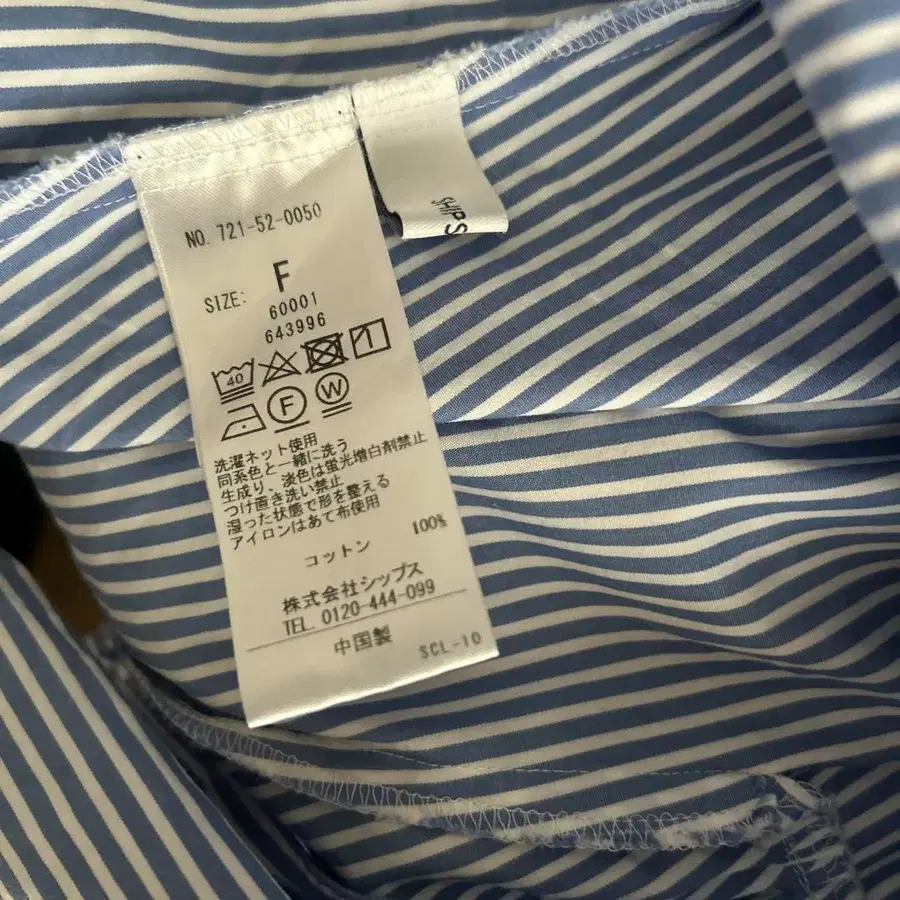 NO. 721-52-0050
SIZE: F
60001
643996
40
F W
洗濯ネット使用
同系色と一緒に洗う
生成り、淡色は蛍光増白剤禁止
つけ置き洗い禁止
湿った状態で形を整える
アイロンはあて布使用
コットン 100%
株式会社シップス
TEL. 0120-444-099
中国製
SCL-10
SHIPS